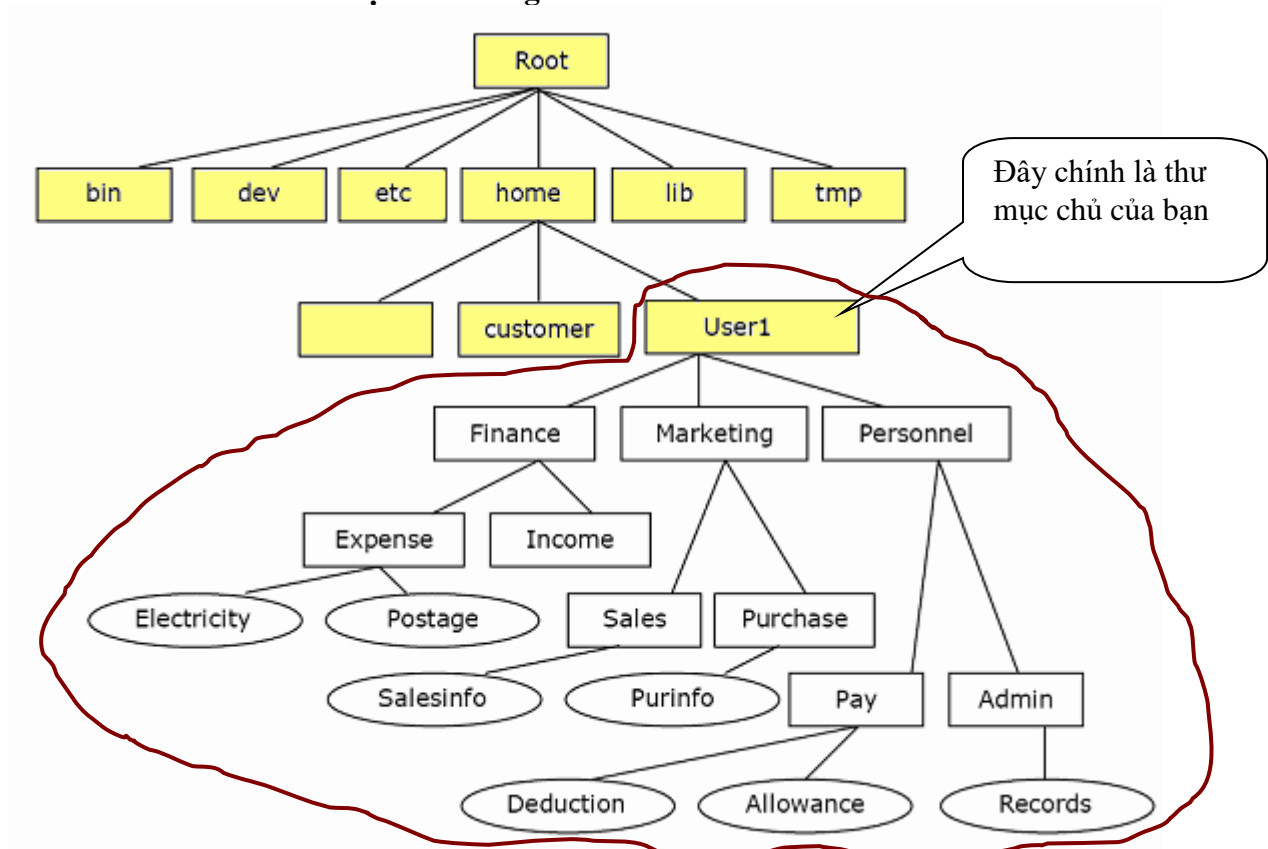 Root
bin
dev
etc
home
lib
tmp
Đây chính là thư
mục chủ của bạn
customer
User1
Finance
Marketing
Personnel
Expense
Income
Electricity
Postage
Sales
Purchase
Salesinfo
Purinfo
Pay
Admin
Deduction
Allowance
Records